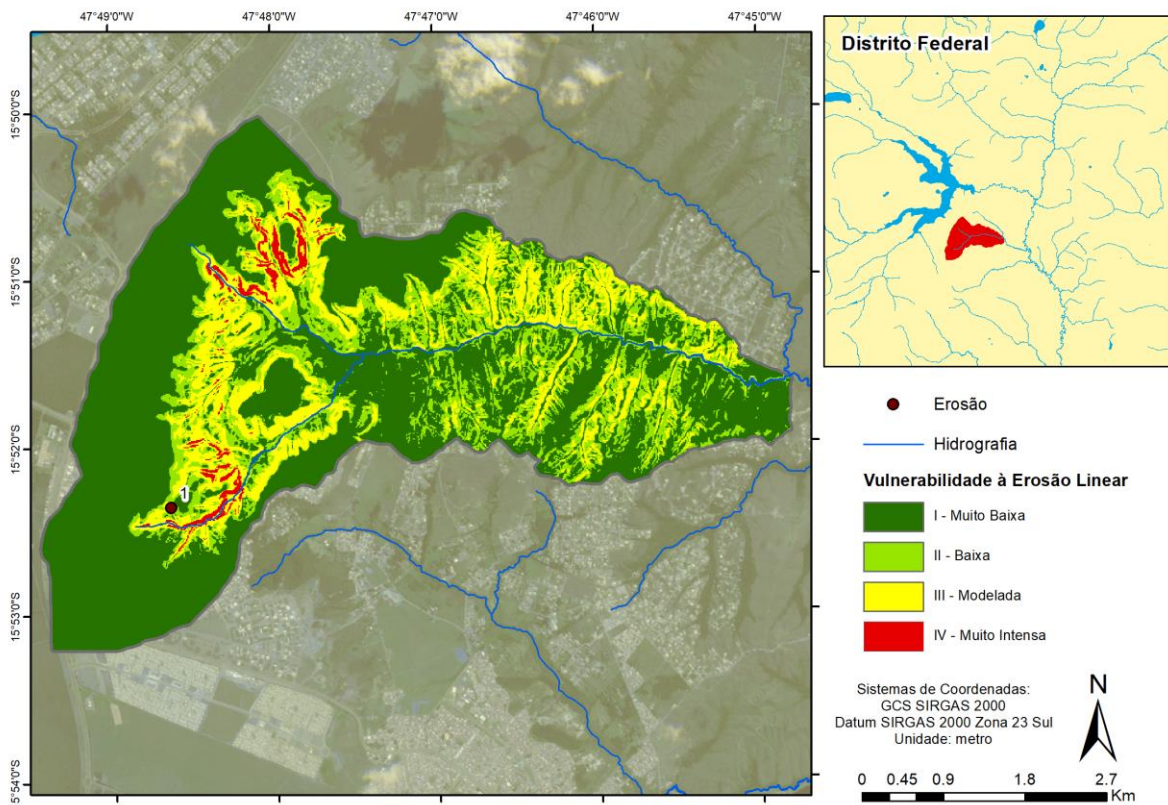 47°49'0"W
47°48'0"W
47°47'0"W
47°46'0"W
47°45'0"W
15°50'0"S
15°51'0"S
15°52'0"S
15°53'0"S
5°54'0"S
1
Distrito Federal
Erosão
Hidrografia
Vulnerabilidade à Erosão Linear
I - Muito Baixa
II - Baixa
III - Modelada
IV - Muito Intensa
Sistemas de Coordenadas:
GCS SIRGAS 2000
Datum SIRGAS 2000 Zona 23 Sul
Unidade: metro
N
0 0.45 0.9 1.8 2.7
Km